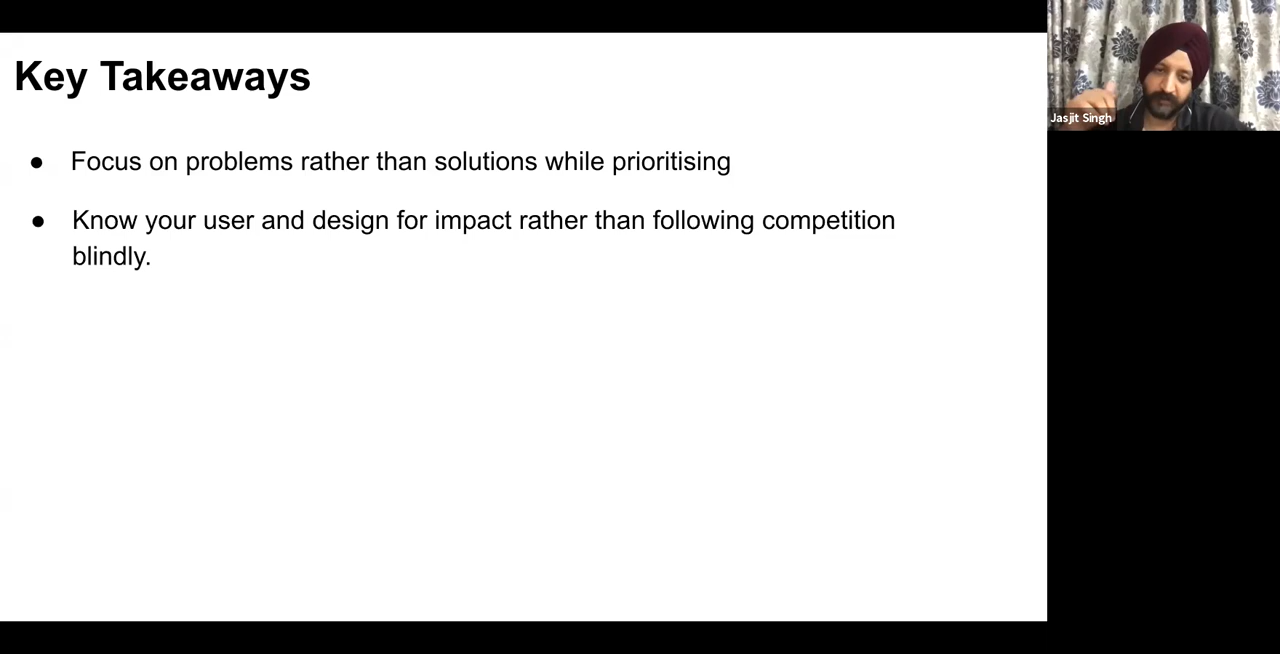 Key Takeaways
● Focus on problems rather than solutions while prioritising
● Know your user and design for impact rather than following competition
blindly.
Jasjit Singh